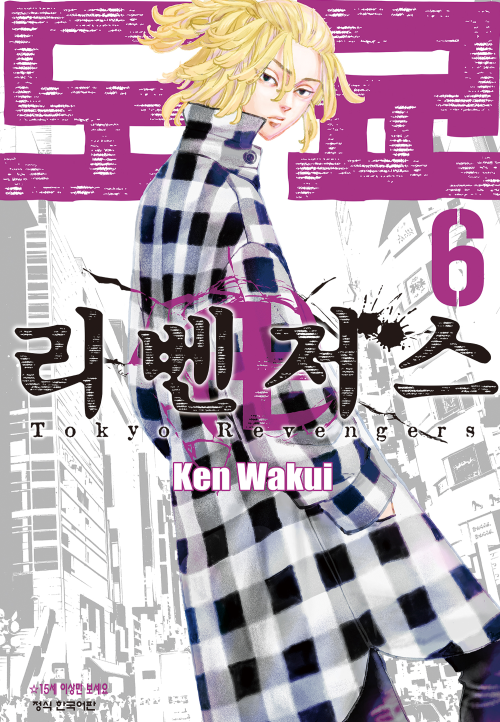 도쿄
6
리벤저스
Tokyo Revengers
Ken Wakui
☆15세 이상만 보세요
정식 한국어판